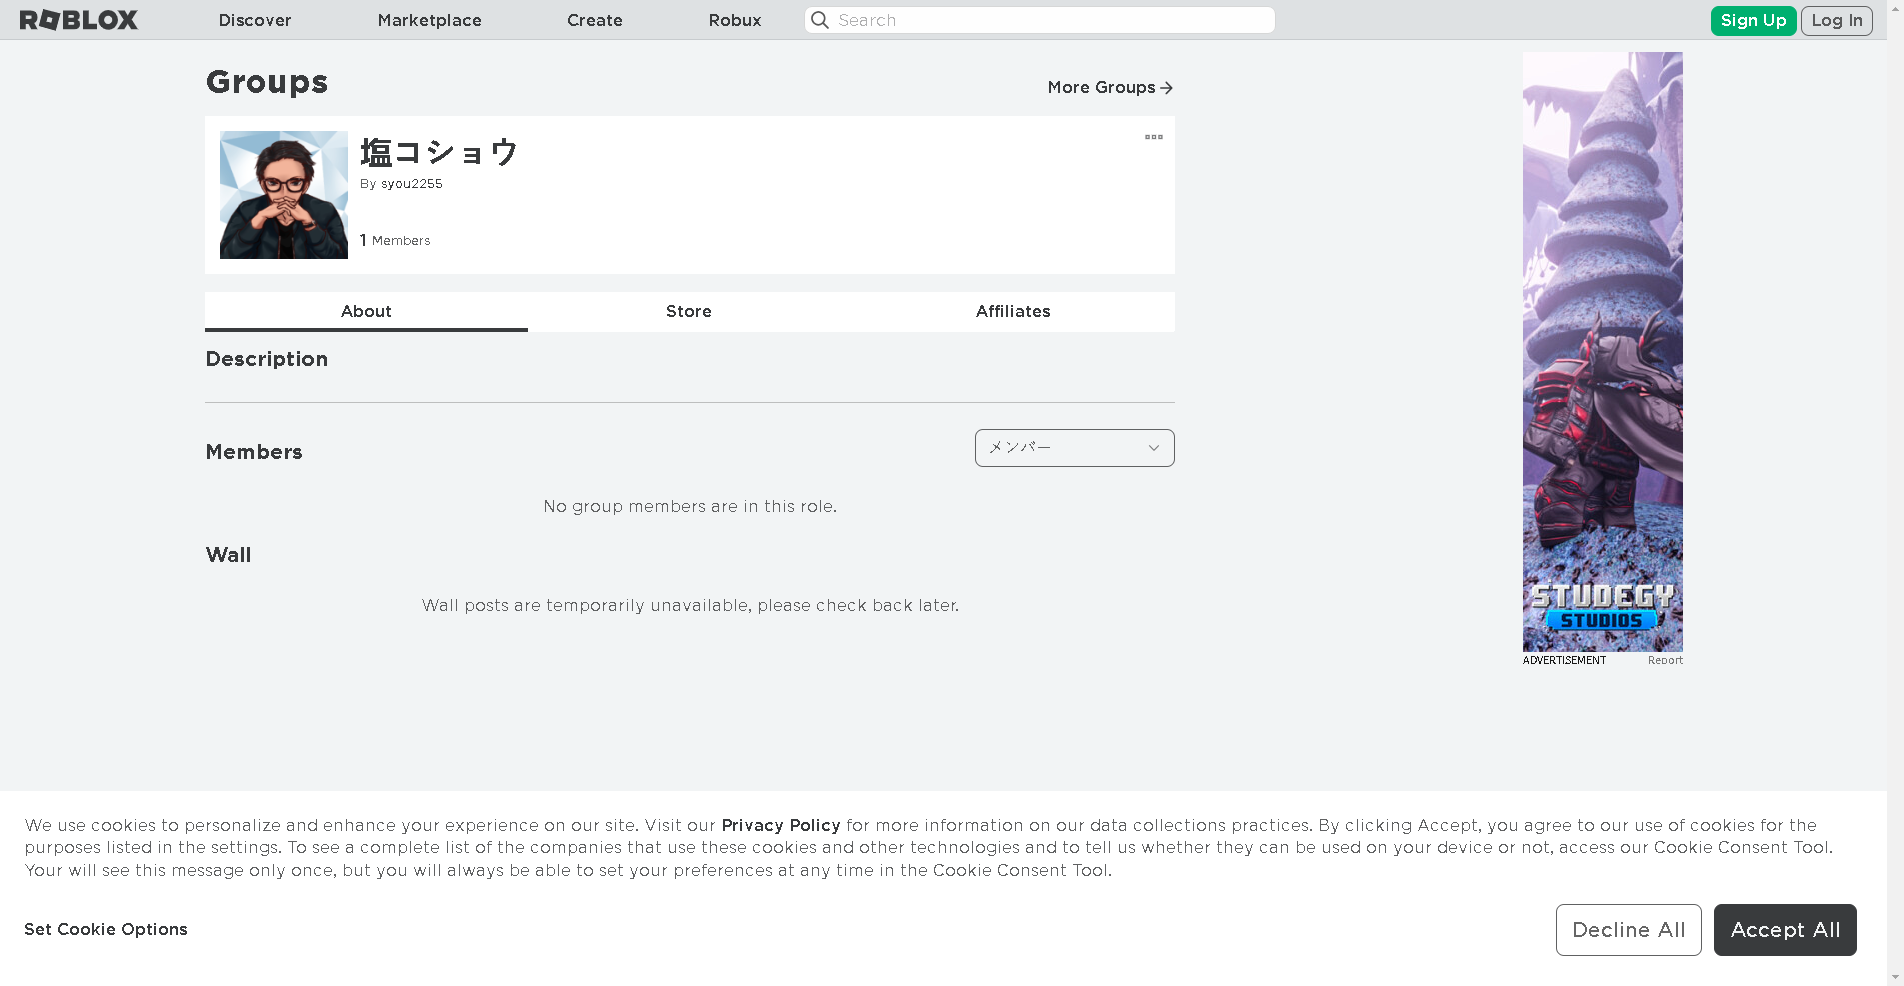 ROBLOX
Discover
Marketplace
Create
Robux
Search
Sign Up
Log In
Groups
More Groups
塩コショウ
By syou2255
1 Members
About
Store
Affiliates
Description
Members
メンバー
No group members are in this role.
Wall
Wall posts are temporarily unavailable, please check back later.
STUDEGY
STUDIOS
ADVERTISEMENT
Report
We use cookies to personalize and enhance your experience on our site. Visit our Privacy Policy for more information on our data collections practices. By clicking Accept, you agree to our use of cookies for the
purposes listed in the settings. To see a complete list of the companies that use these cookies and other technologies and to tell us whether they can be used on your device or not, access our Cookie Consent Tool.
Your will see this message only once, but you will always be able to set your preferences at any time in the Cookie Consent Tool.
Set Cookie Options
Decline All
Accept All